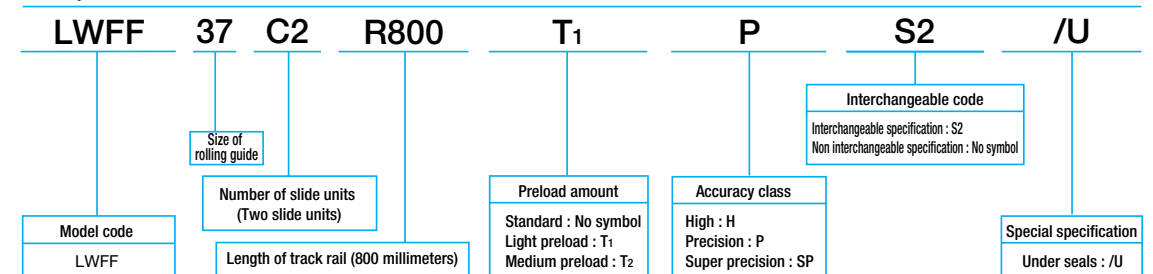 LWFF 37 C2 R800 T1 P S2 /U
Interchangeable code
Interchangeable specification : S2
Non interchangeable specification : No symbol
Size of
rolling guide
Number of slide units
(Two slide units)
Preload amount
Standard : No symbol
Light preload : T1
Medium preload : T2
Accuracy class
High : H
Precision : P
Super precision : SP
Model code
LWFF
Length of track rail (800 millimeters)
Special specification
Under seals : /U